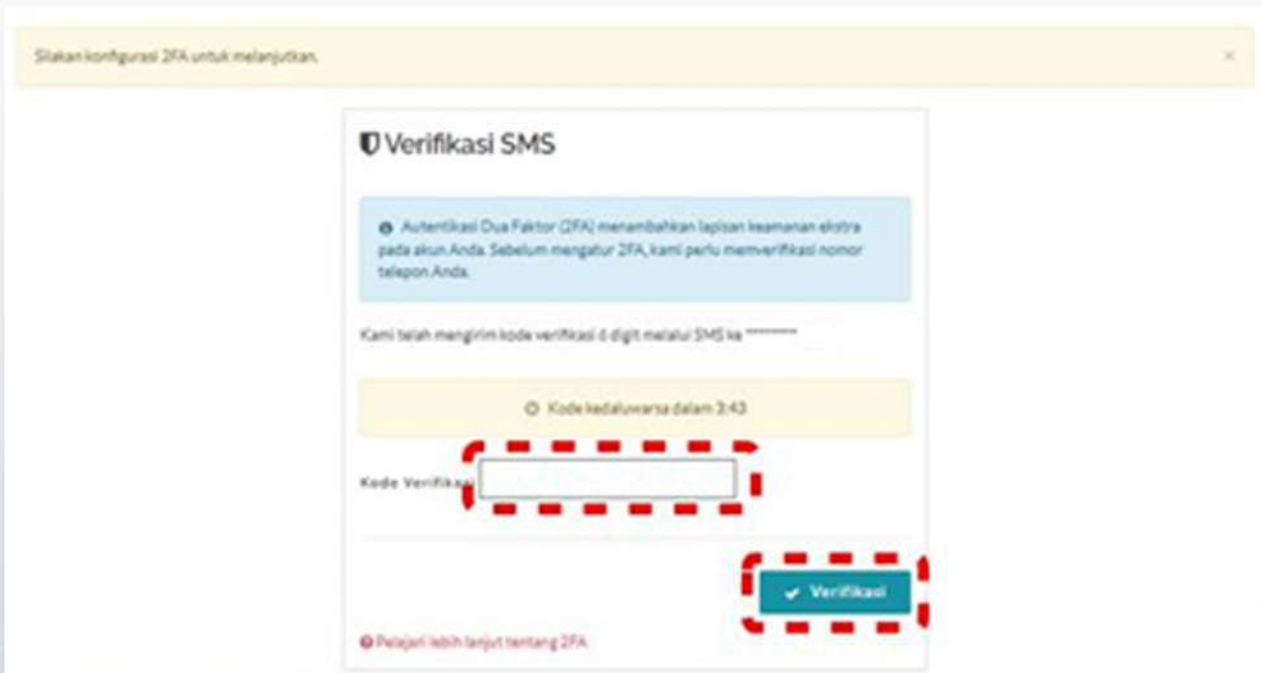 Silakan konfigurasi 2FA untuk melanjutkan.
×
Verifikasi SMS
Autentikasi Dua Faktor (2FA) menambahkan lapisan keamanan ekstra
pada akun Anda. Sebelum mengatur 2FA, kami perlu memverifikasi nomor
telepon Anda.
Kami telah mengirim kode verifikasi 6 digit melalui SMS ke *********
Kode kedaluwarsa dalam 3:43
Kode Verifikasi
Verifikasi
Pelajari lebih lanjut tentang 2FA